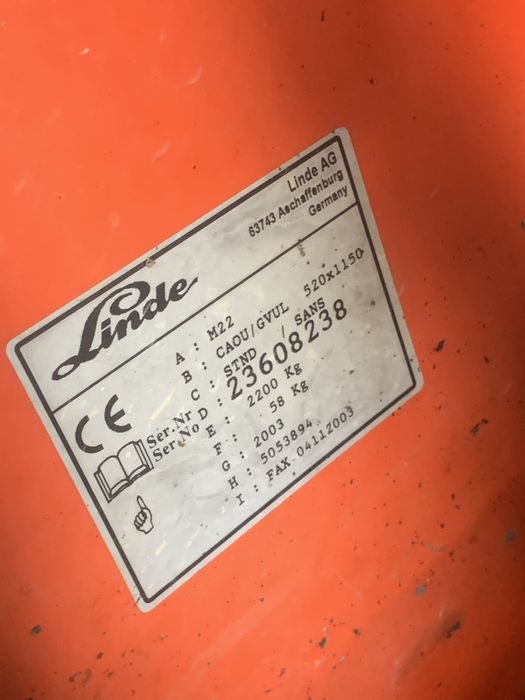 Linde
Linde AG
63743 Aschaffenburg
Germany
CE
A : M22
B : CAOU/GVUL 520x1150
C : STND / SANS
Ser.Nr
Ser No D : 23608238
E : 2200 Kg
F : 58 Kg
G : 2003
H : 5053894
I : FAX 04112003